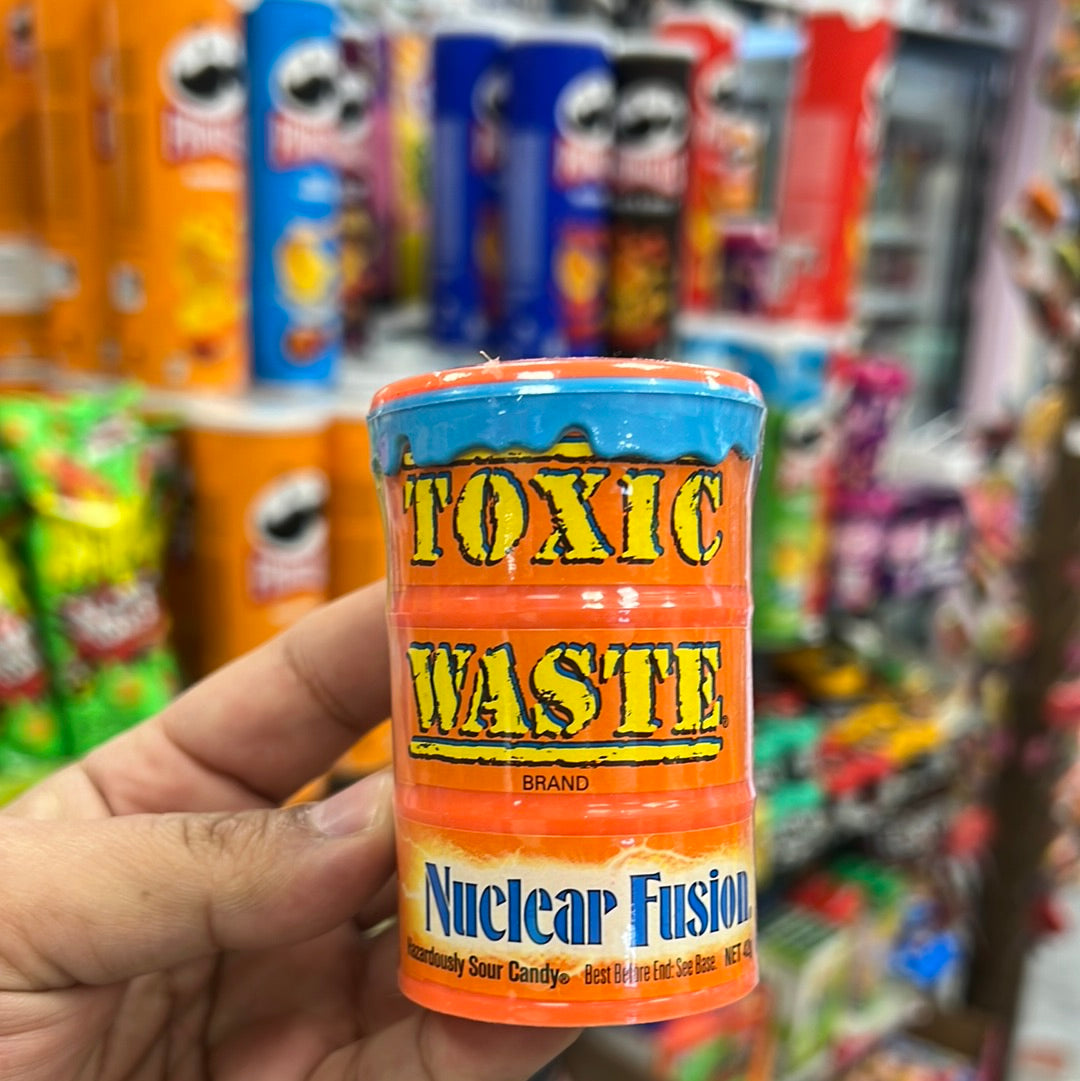 TOXIC
WASTE®
BRAND
Nuclear Fusion
Hazardously Sour Candy® Best Before End: See Base. NET 42g